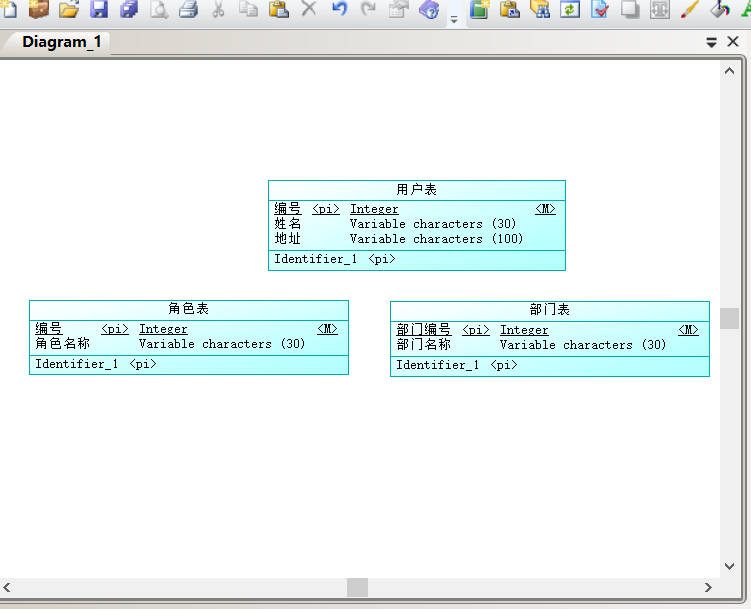 Diagram_1
用户表
编号 <pi> Integer <M>
姓名 Variable characters (30)
地址 Variable characters (100)
Identifier_1 <pi>
角色表
编号 <pi> Integer <M>
角色名称 Variable characters (30)
Identifier_1 <pi>
部门表
部门编号 <pi> Integer <M>
部门名称 Variable characters (30)
Identifier_1 <pi>